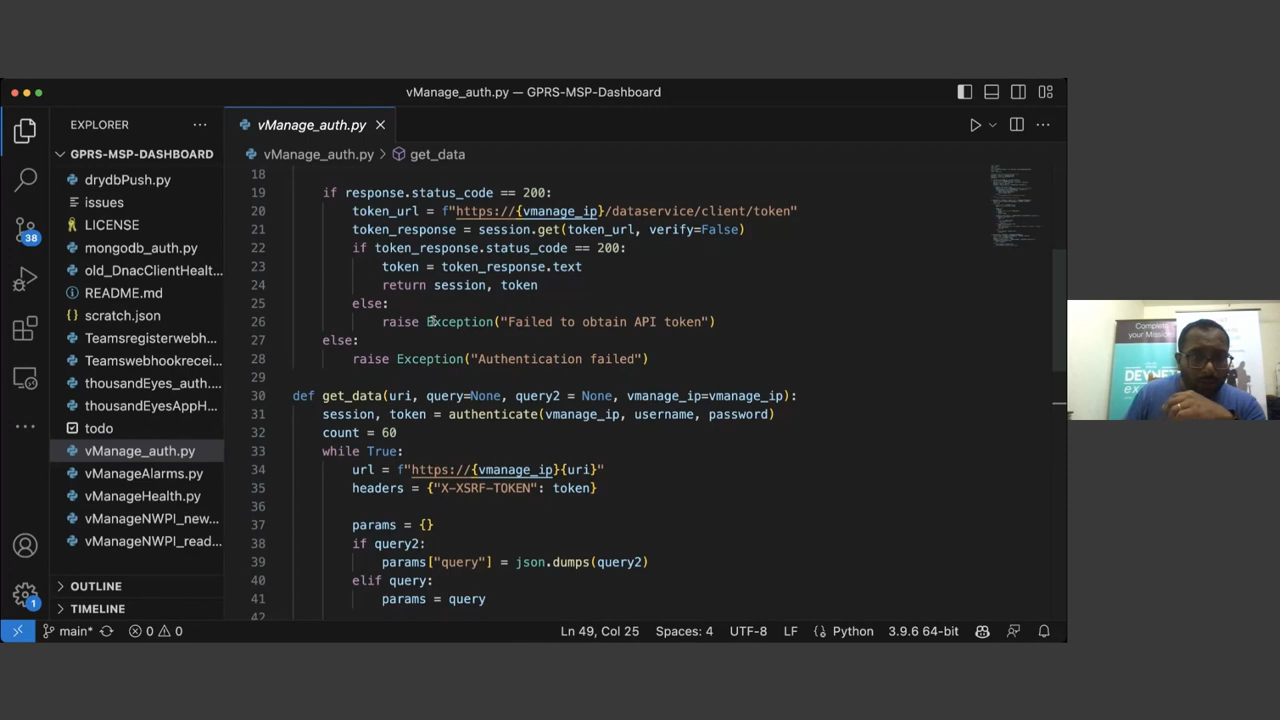 vManage_auth.py — GPRS-MSP-Dashboard
EXPLORER
GPRS-MSP-DASHBOARD
drydbPush.py
issues
LICENSE
mongodb_auth.py
old_DnacClientHealt...
README.md
scratch.json
Teamsregisterwebh...
Teamswebhookrecei...
thousandEyes_auth....
thousandEyesAppH...
todo
vManage_auth.py
vManageAlarms.py
vManageHealth.py
vManageNWPI_new...
vManageNWPI_read...
OUTLINE
TIMELINE
38
1
vManage_auth.py
vManage_auth.py > get_data
18
19 if response.status_code == 200:
20 token_url = f"https://{vmanage_ip}/dataservice/client/token"
21 token_response = session.get(token_url, verify=False)
22 if token_response.status_code == 200:
23 token = token_response.text
24 return session, token
25 else:
26 raise Exception("Failed to obtain API token")
27 else:
28 raise Exception("Authentication failed")
29
30 def get_data(uri, query=None, query2 = None, vmanage_ip=vmanage_ip):
31 session, token = authenticate(vmanage_ip, username, password)
32 count = 60
33 while True:
34 url = f"https://{vmanage_ip}{uri}"
35 headers = {"X-XSRF-TOKEN": token}
36
37 params = {}
38 if query2:
39 params["query"] = json.dumps(query2)
40 elif query:
41 params = query
42
main* 0 0 Ln 49, Col 25 Spaces: 4 UTF-8 LF Python 3.9.6 64-bit
Complete
your Mission
DEVNET